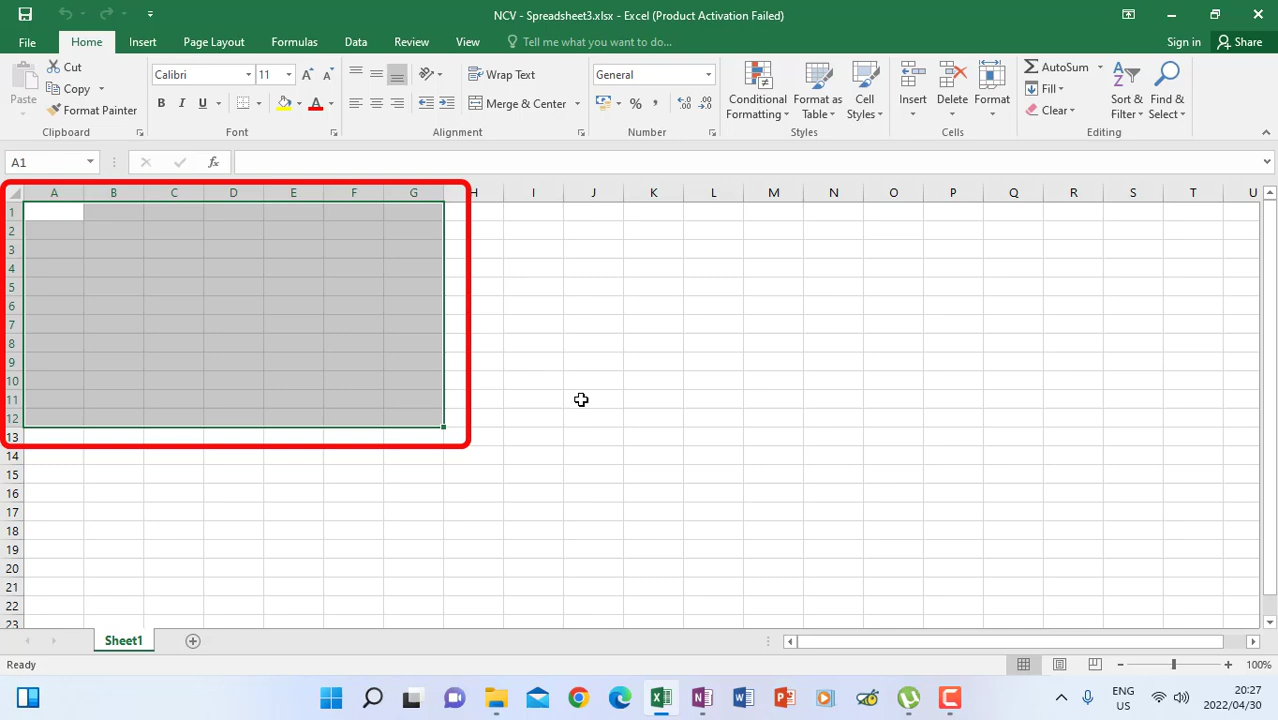 NCV - Spreadsheet3.xlsx - Excel (Product Activation Failed)
File Home Insert Page Layout Formulas Data Review View Tell me what you want to do... Sign in Share
Cut Calibri 11 Wrap Text General AutoSum
Paste Copy Conditional Formatting Format as Table Cell Styles Insert Delete Format Fill Sort & Filter Find & Select
Format Painter Merge & Center % Clear
Clipboard Font Alignment Number Styles Cells Editing
A1 fx
A B C D E F G H I J K L M N O P Q R S T U
1
2
3
4
5
6
7
8
9
10
11
12
13
14
15
16
17
18
19
20
21
22
23
Sheet1
Ready 100%
ENG 20:27
US 2022/04/30